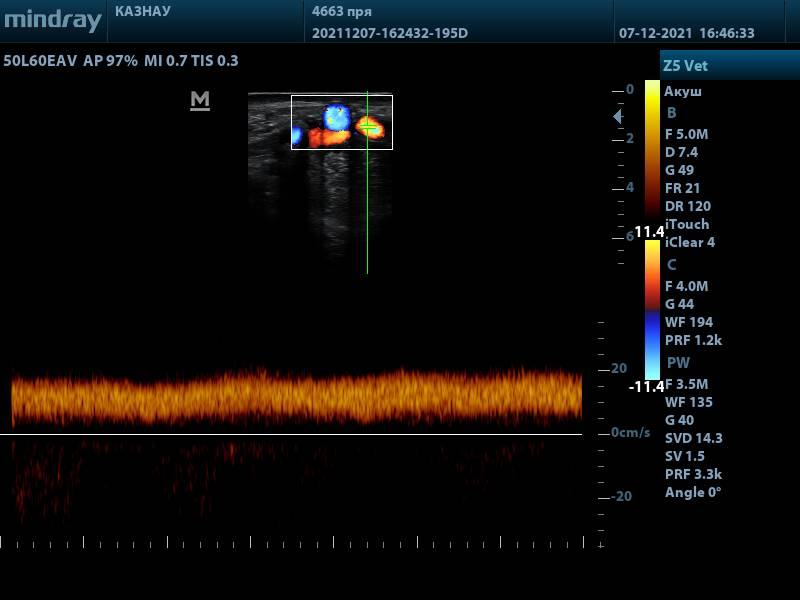 mindray
КАЗНАУ
4663 пря
20211207-162432-195D
07-12-2021 16:46:33
50L60EAV AP 97% MI 0.7 TIS 0.3
Z5 Vet
M
0
2
4
6
11.4
-11.4
Акуш
B
F 5.0M
D 7.4
G 49
FR 21
DR 120
iTouch
iClear 4
C
F 4.0M
G 44
WF 194
PRF 1.2k
PW
F 3.5M
WF 135
G 40
SVD 14.3
SV 1.5
PRF 3.3k
Angle 0°
20
0cm/s
-20